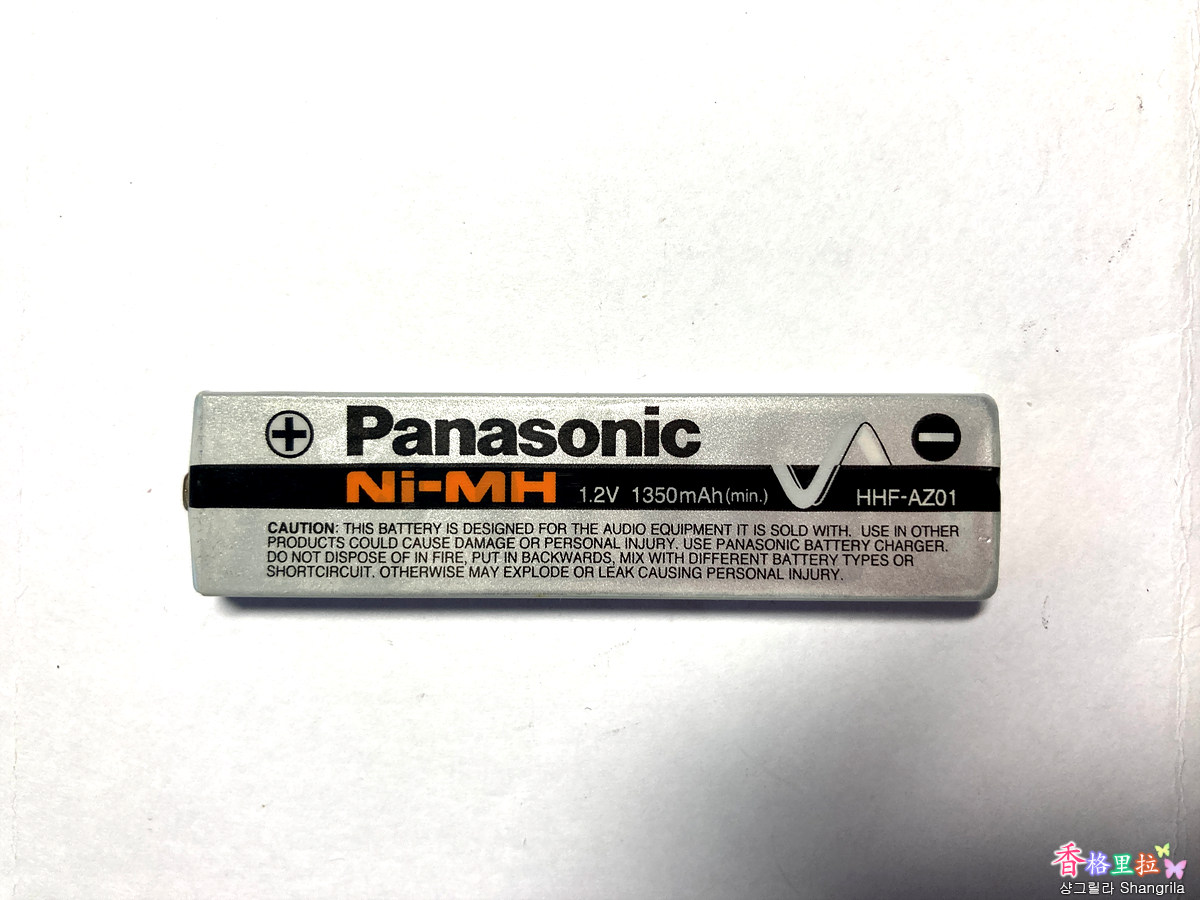 Panasonic
Ni-MH 1.2V 1350mAh(min.) HHF-AZ01
CAUTION: THIS BATTERY IS DESIGNED FOR THE AUDIO EQUIPMENT IT IS SOLD WITH. USE IN OTHER
PRODUCTS COULD CAUSE DAMAGE OR PERSONAL INJURY. USE PANASONIC BATTERY CHARGER.
DO NOT DISPOSE OF IN FIRE, PUT IN BACKWARDS, MIX WITH DIFFERENT BATTERY TYPES OR
SHORTCIRCUIT. OTHERWISE MAY EXPLODE OR LEAK CAUSING PERSONAL INJURY.
香格里拉
샹그릴라 Shangrila